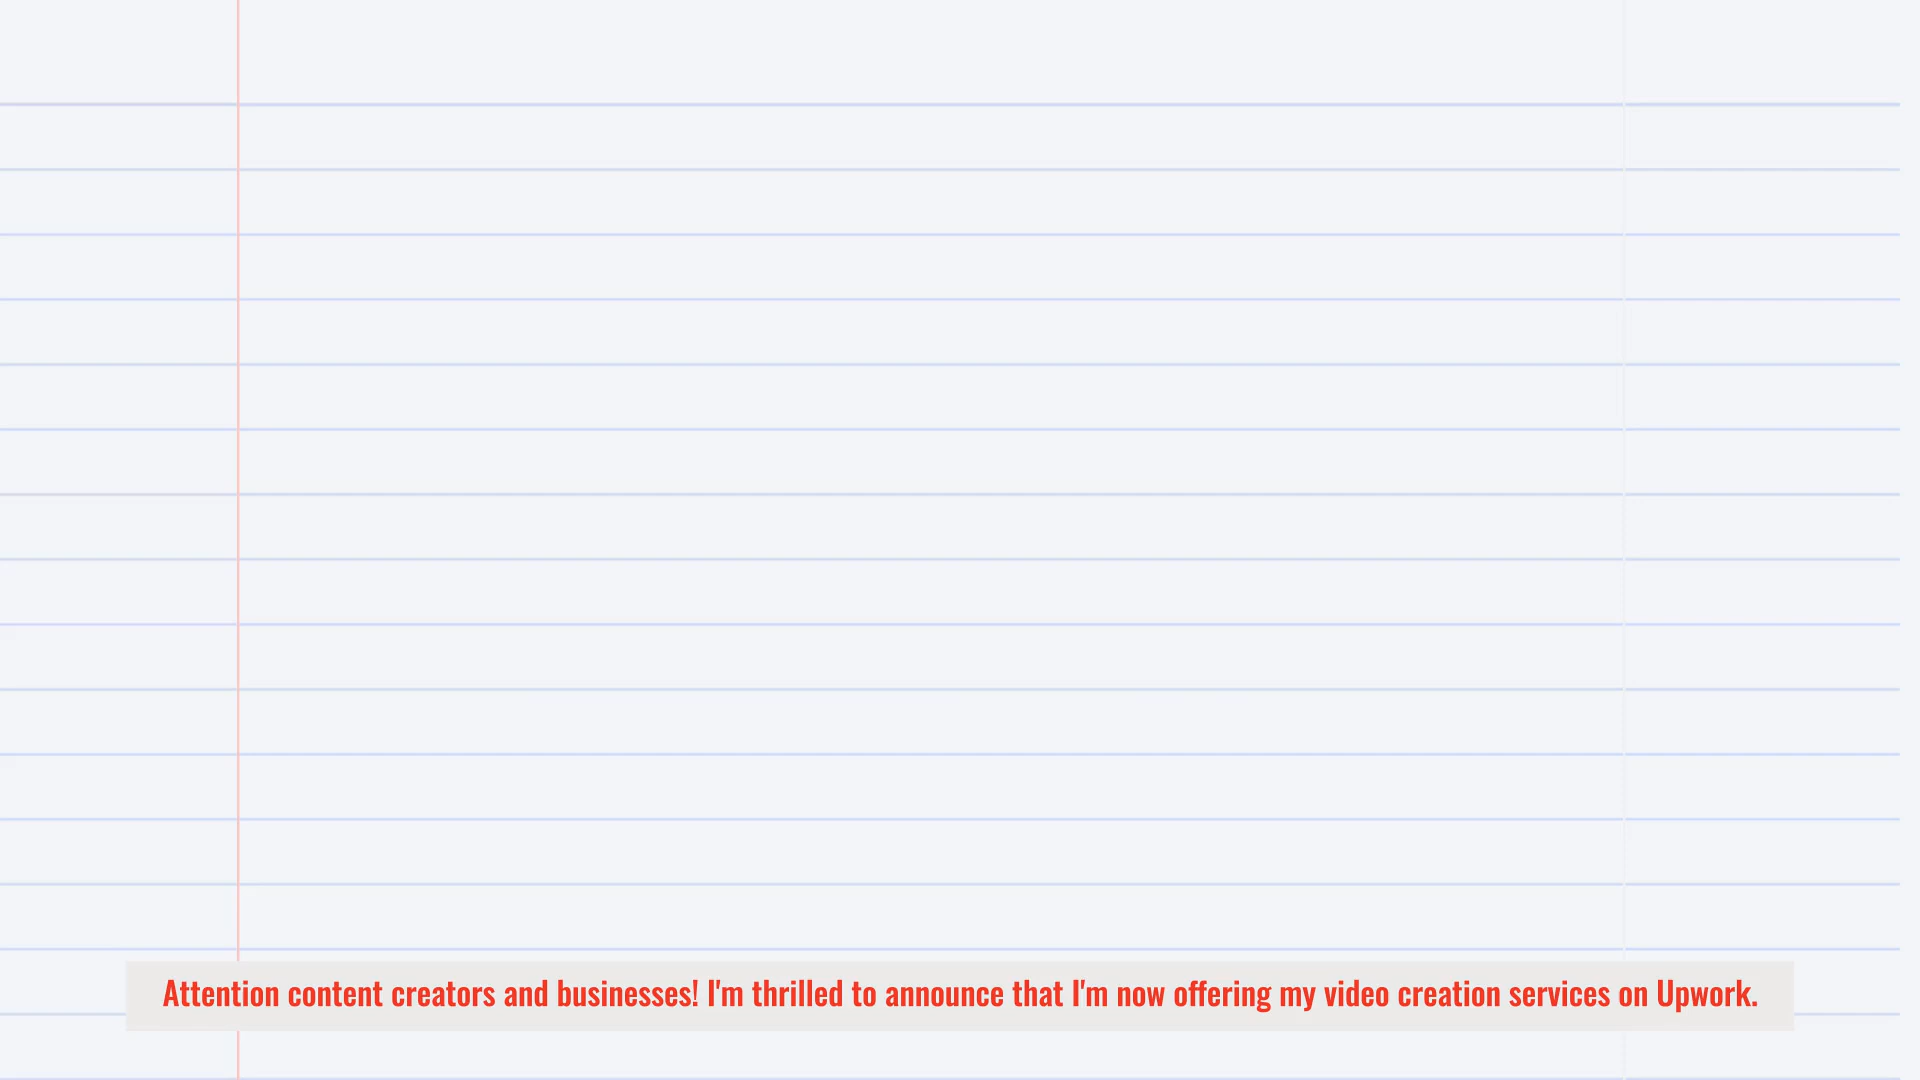 Attention content creators and businesses! I'm thrilled to announce that I'm now offering my video creation services on Upwork.